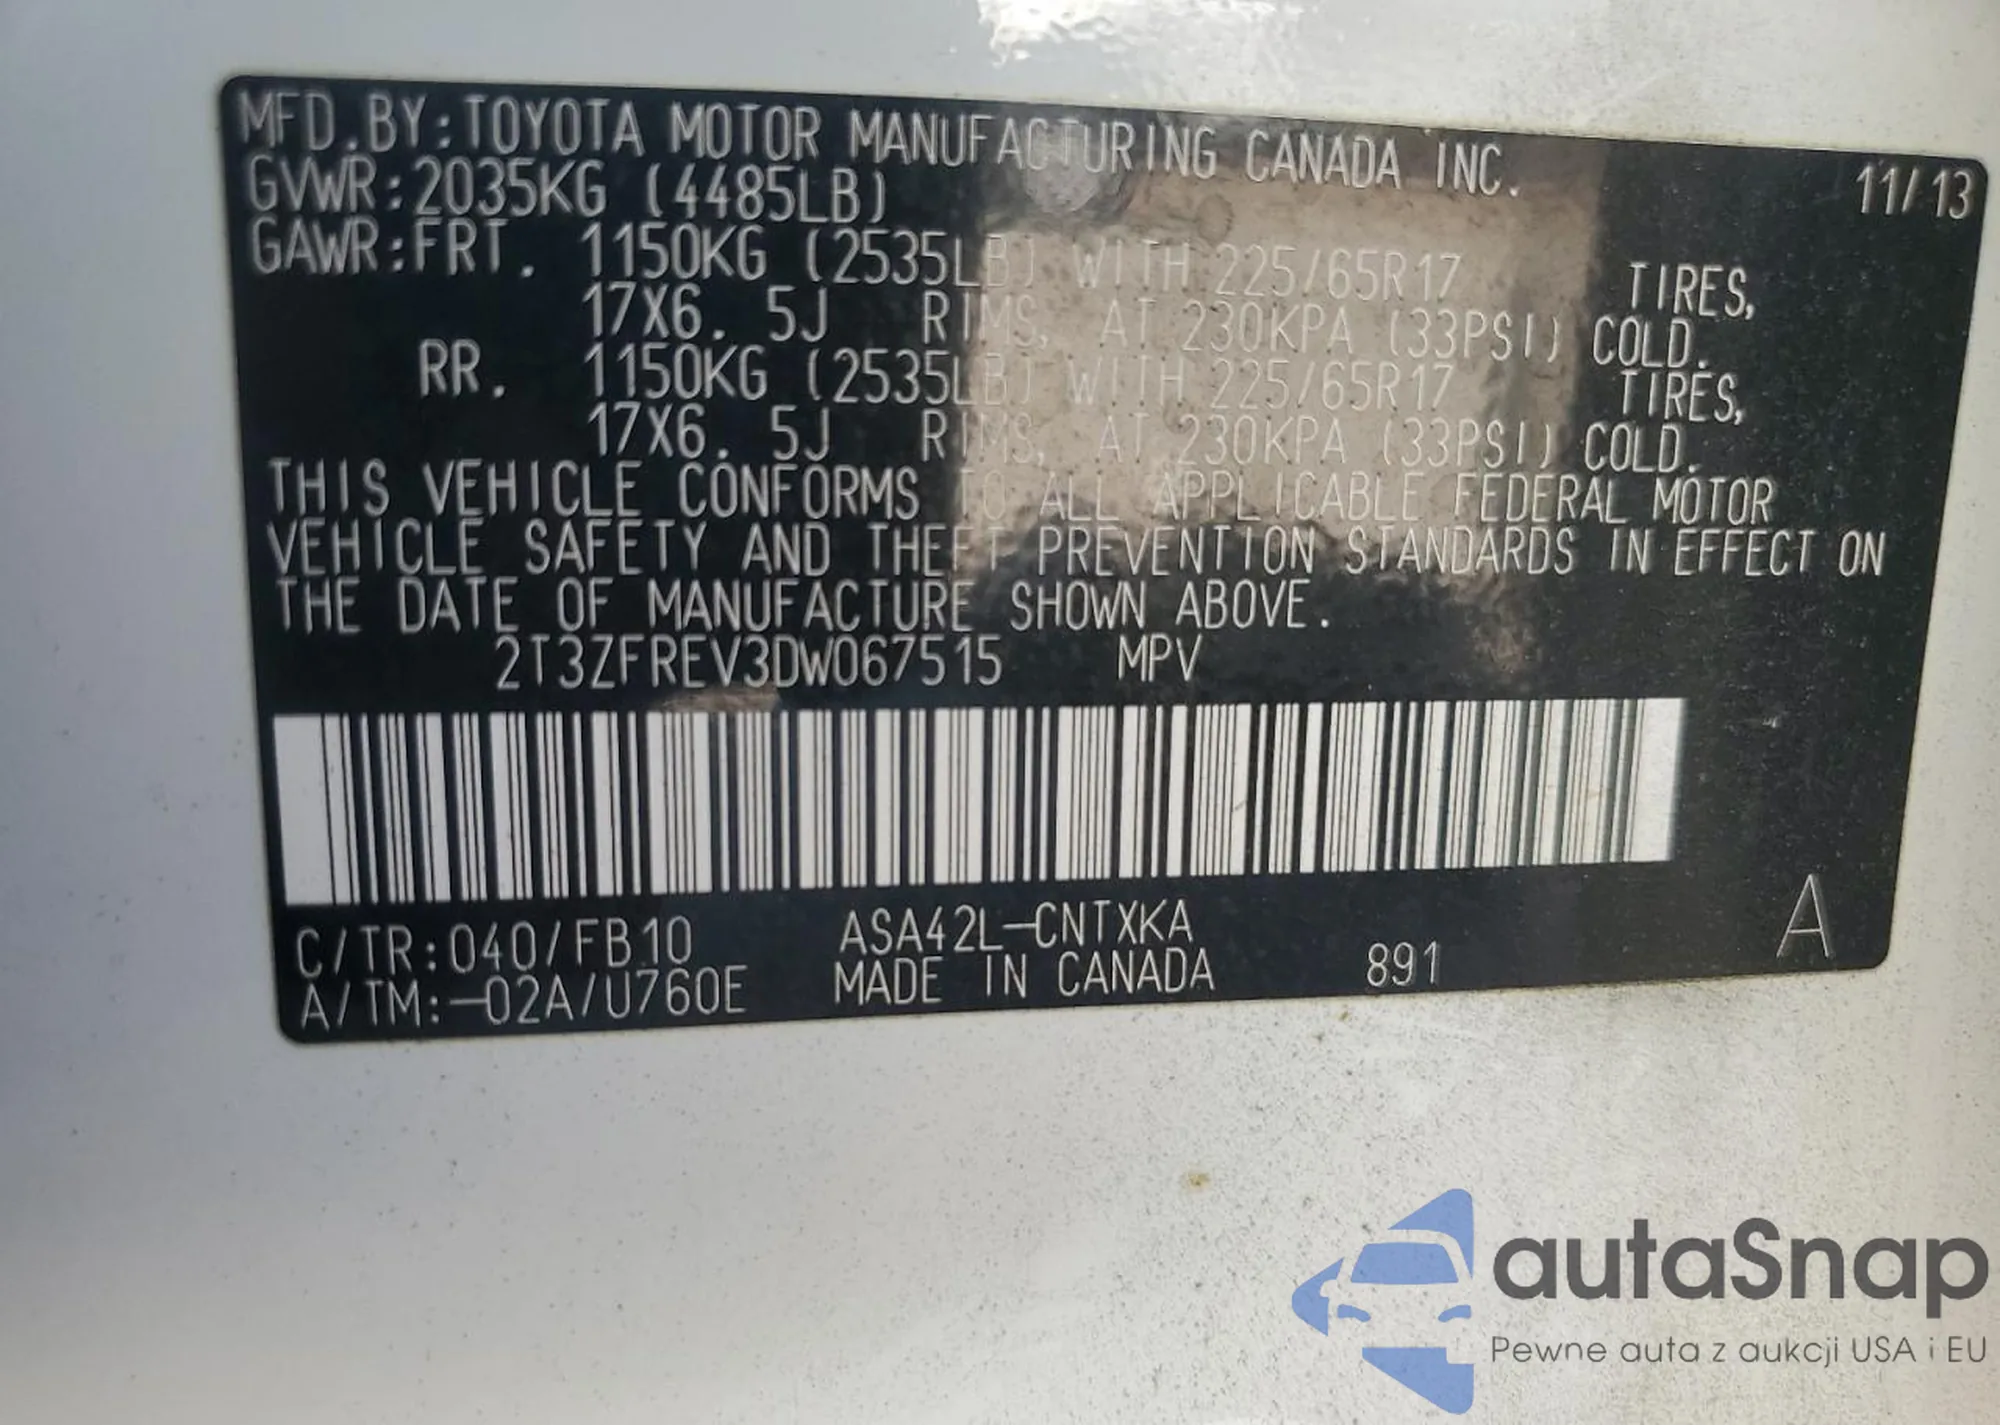 MFD.BY:TOYOTA MOTOR MANUFACTURING CANADA INC. 11/13
GVWR:2035KG (4485LB)
GAWR:FRT. 1150KG (2535LB) WITH 225/65R17 TIRES,
17X6.5J RIMS, AT 230KPA (33PSI) COLD.
RR. 1150KG (2535LB) WITH 225/65R17 TIRES,
17X6.5J RIMS, AT 230KPA (33PSI) COLD.
THIS VEHICLE CONFORMS TO ALL APPLICABLE FEDERAL MOTOR
VEHICLE SAFETY AND THEFT PREVENTION STANDARDS IN EFFECT ON
THE DATE OF MANUFACTURE SHOWN ABOVE.
2T3ZFREV3DW067515 MPV
C/TR:040/FB10 ASA42L-CNTXKA
A/TM:-02A/U760E MADE IN CANADA 891 A
autaSnap
Pewne auta z aukcji USA i EU